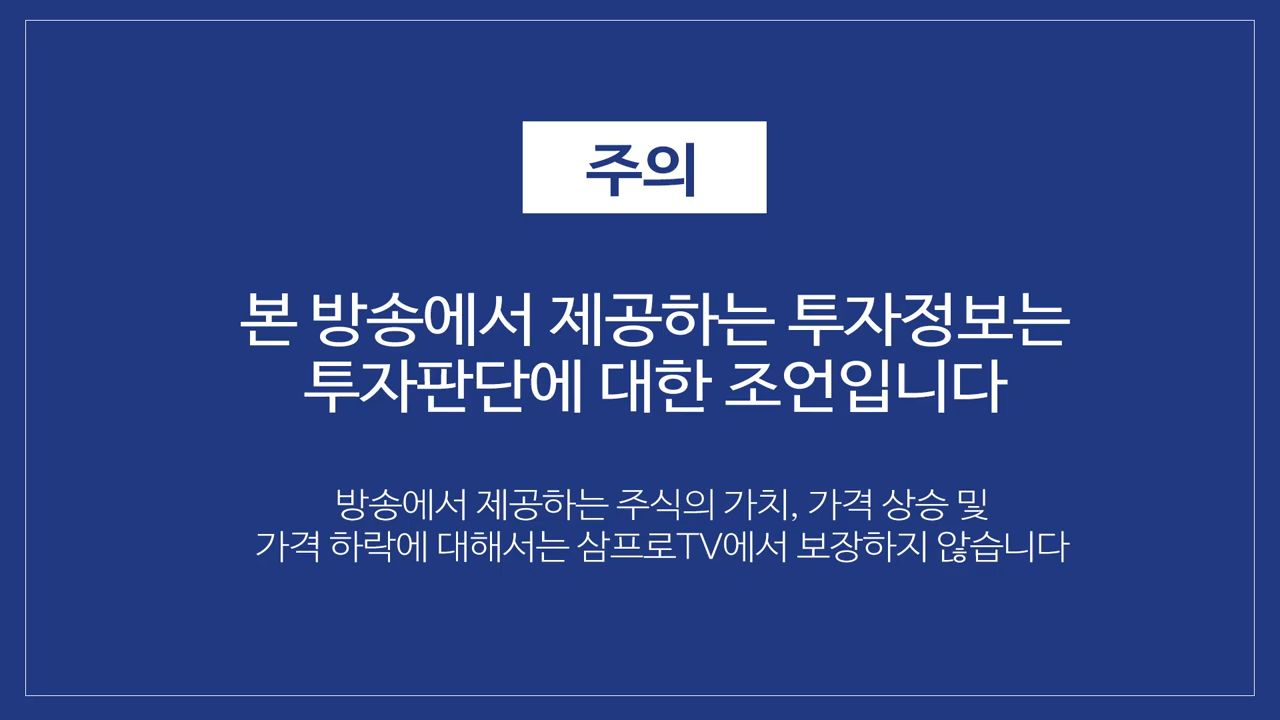 주의
본 방송에서 제공하는 투자정보는
투자판단에 대한 조언입니다
방송에서 제공하는 주식의 가치, 가격 상승 및
가격 하락에 대해서는 삼프로TV에서 보장하지 않습니다